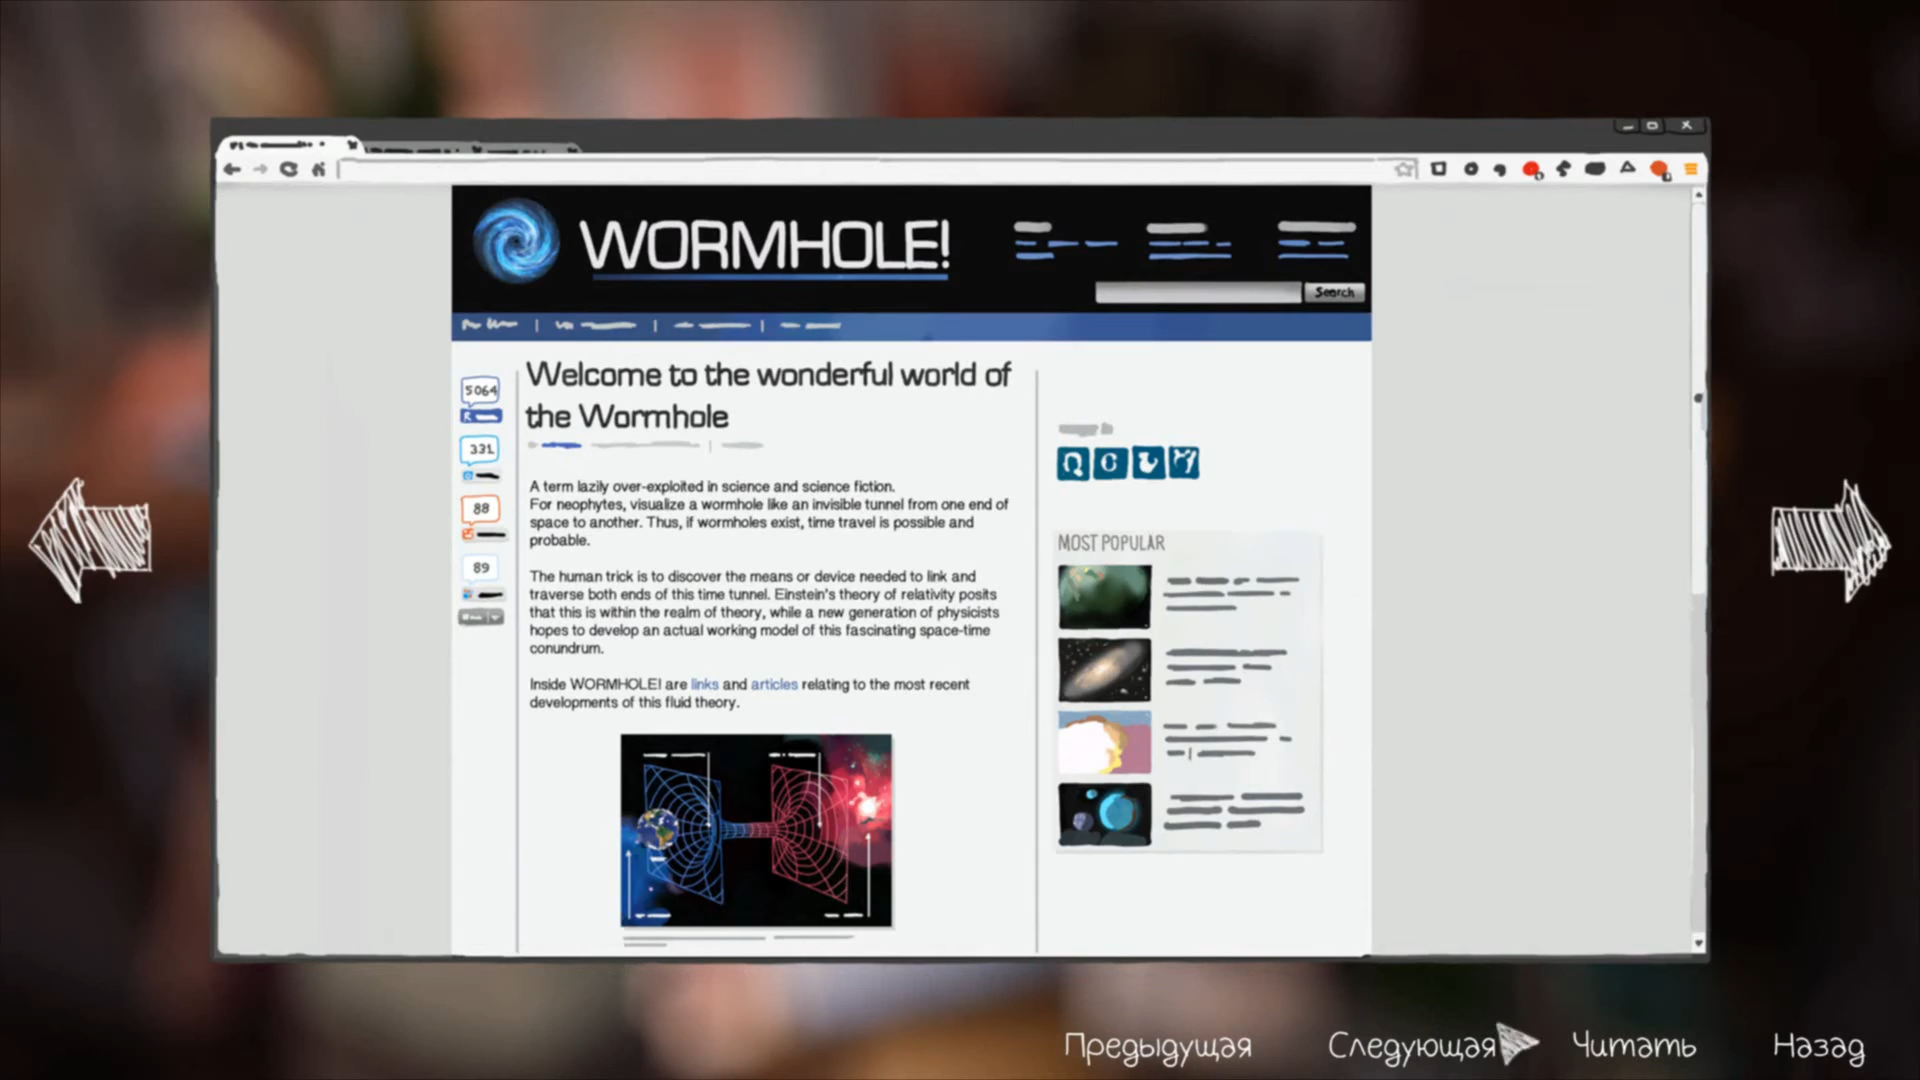 WORMHOLE!
Search
Welcome to the wonderful world of
the Wormhole
5064
331
88
89
A term lazily over-exploited in science and science fiction.
For neophytes, visualize a wormhole like an invisible tunnel from one end of
space to another. Thus, if wormholes exist, time travel is possible and
probable.
The human trick is to discover the means or device needed to link and
traverse both ends of this time tunnel. Einstein's theory of relativity posits
that this is within the realm of theory, while a new generation of physicists
hopes to develop an actual working model of this fascinating space-time
conundrum.
Inside WORMHOLE! are links and articles relating to the most recent
developments of this fluid theory.
MOST POPULAR
Предыдущая
Следующая
Читать
Назад